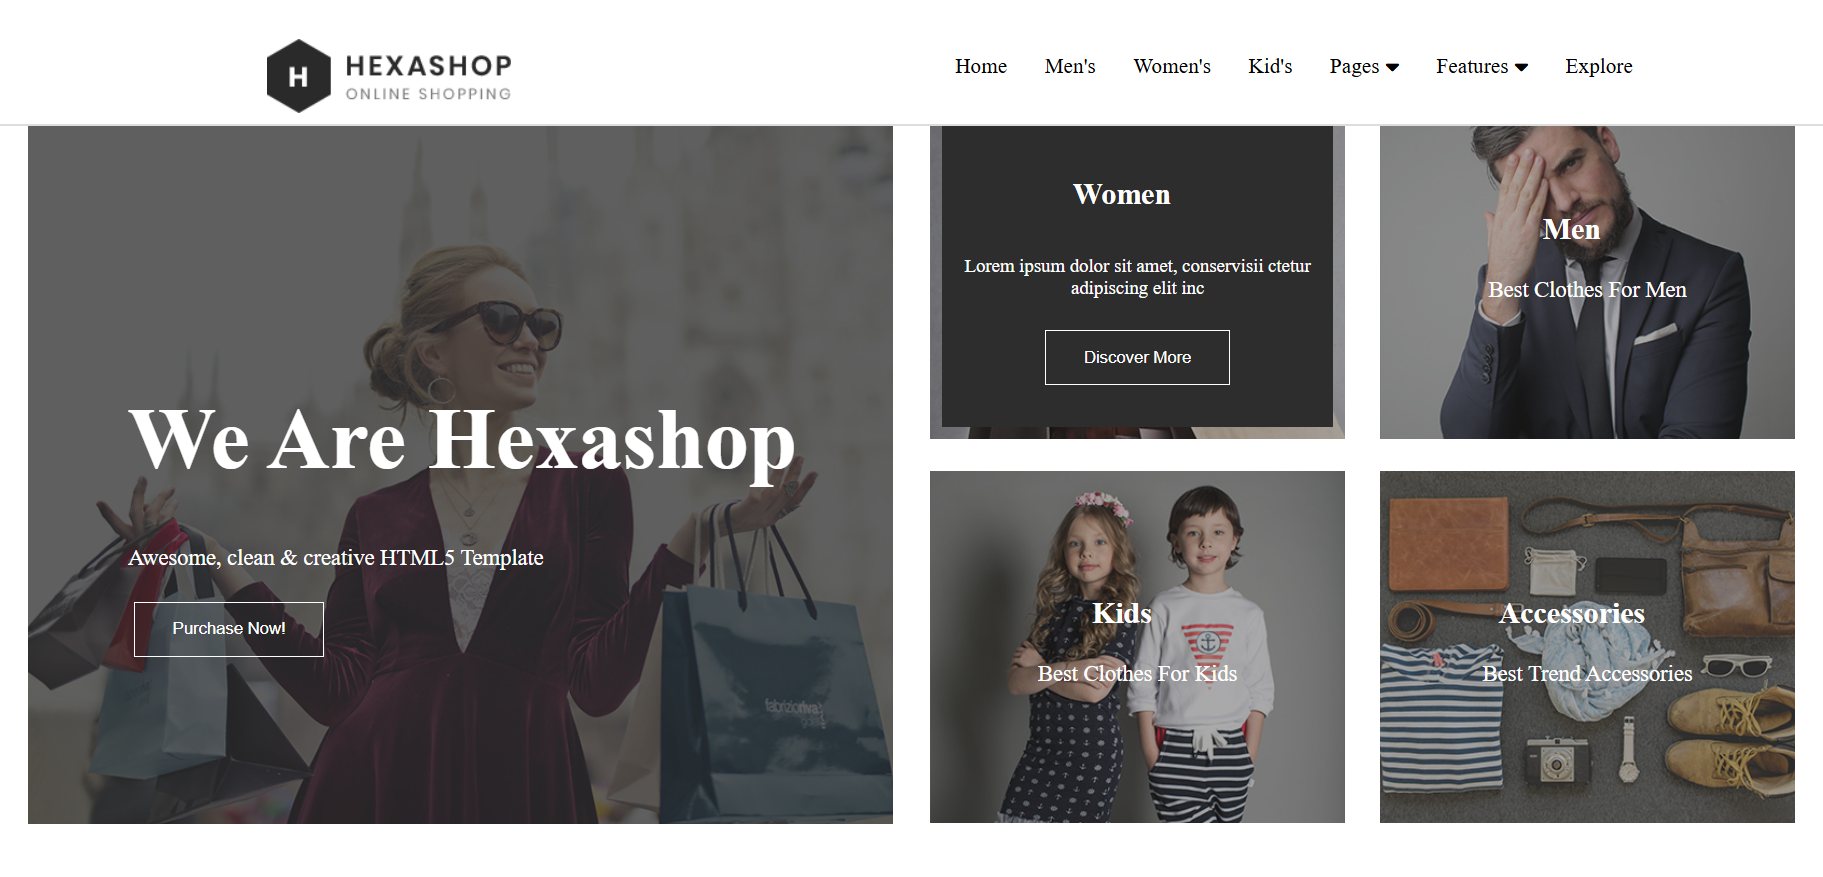 H
HEXASHOP
ONLINE SHOPPING
Home
Men's
Women's
Kid's
Pages
Features
Explore
We Are Hexashop
Awesome, clean & creative HTML5 Template
Purchase Now!
fabrizioriva
Women
Lorem ipsum dolor sit amet, conservisii ctetur
adipiscing elit inc
Discover More
Men
Best Clothes For Men
Kids
Best Clothes For Kids
Accessories
Best Trend Accessories